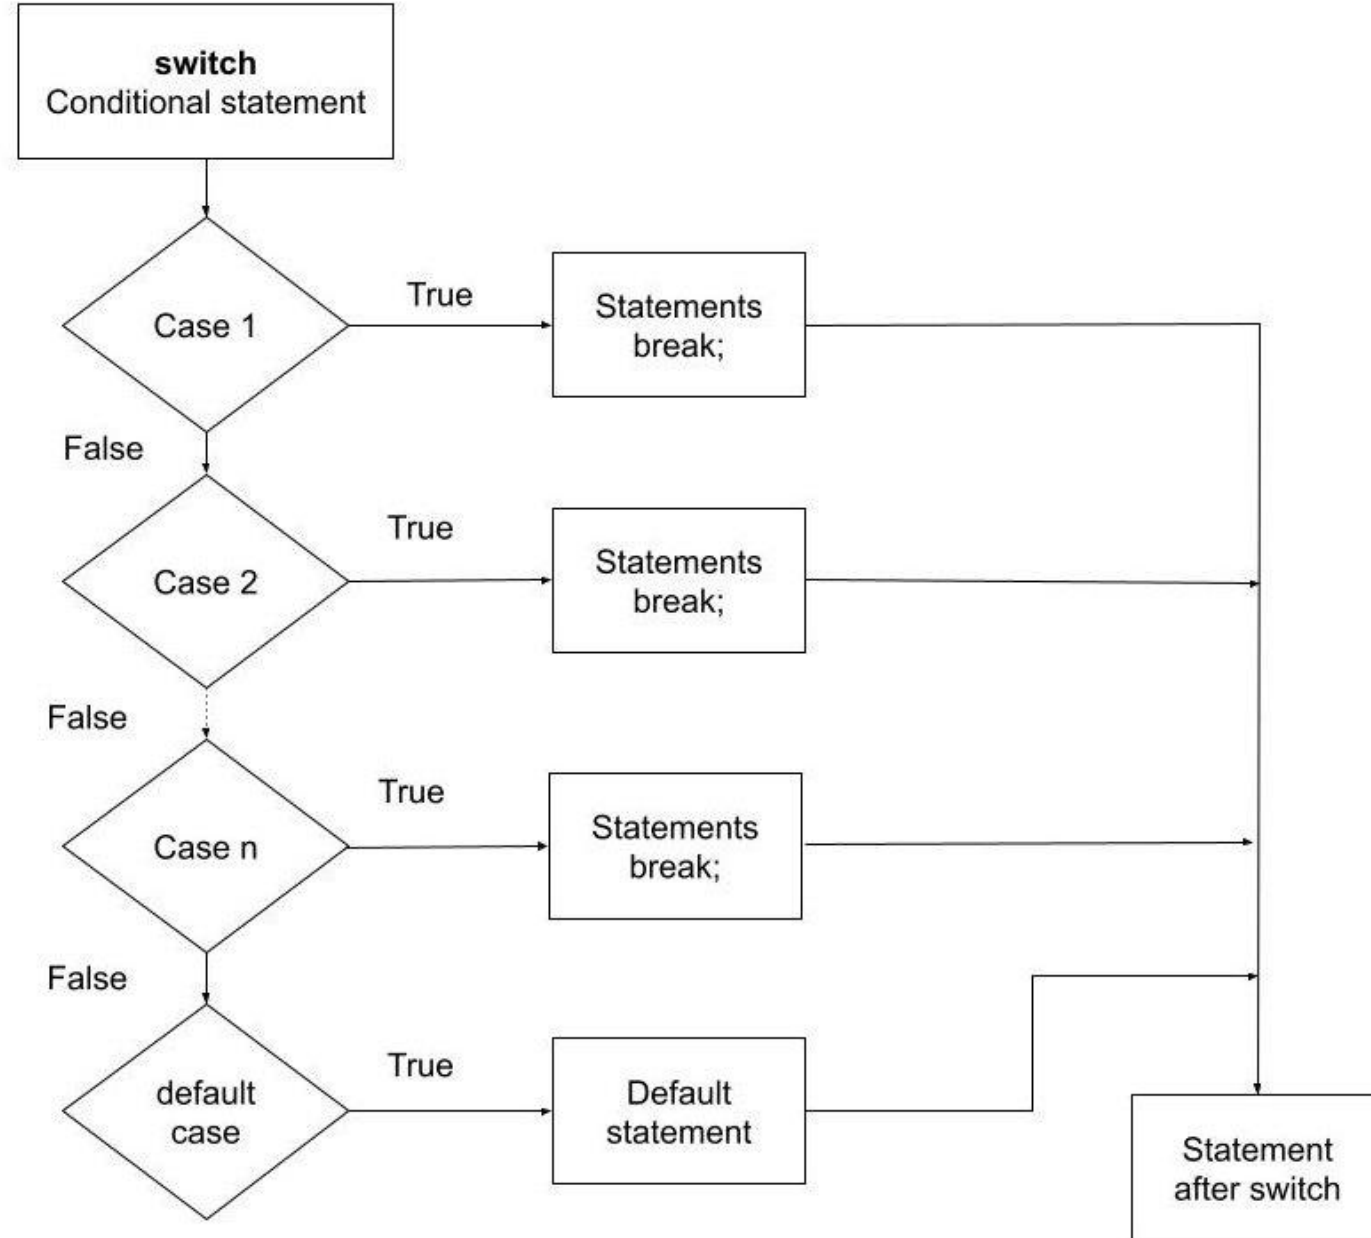 switch
Conditional statement
Case 1
True
Statements
break;
False
Case 2
True
Statements
break;
False
Case n
True
Statements
break;
False
default
case
True
Default
statement
Statement
after switch